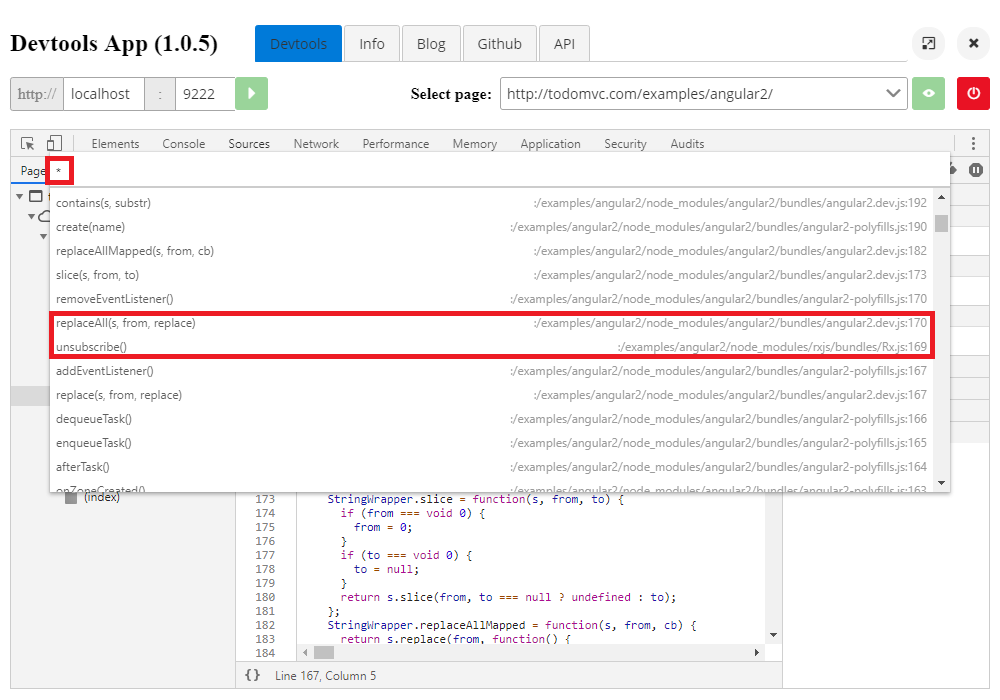 Devtools App (1.0.5) Devtools Info Blog Github API
http:// localhost : 9222 Select page: http://todomvc.com/examples/angular2/
Elements Console Sources Network Performance Memory Application Security Audits
Page *
contains(s, substr) :/examples/angular2/node_modules/angular2/bundles/angular2.dev.js:192
create(name) :/examples/angular2/node_modules/angular2/bundles/angular2-polyfills.js:190
replaceAllMapped(s, from, cb) :/examples/angular2/node_modules/angular2/bundles/angular2.dev.js:182
slice(s, from, to) :/examples/angular2/node_modules/angular2/bundles/angular2.dev.js:173
removeEventListener() :/examples/angular2/node_modules/angular2/bundles/angular2-polyfills.js:170
replaceAll(s, from, replace) :/examples/angular2/node_modules/angular2/bundles/angular2.dev.js:170
unsubscribe() :/examples/angular2/node_modules/rxjs/bundles/Rx.js:169
addEventListener() :/examples/angular2/node_modules/angular2/bundles/angular2-polyfills.js:167
replace(s, from, replace) :/examples/angular2/node_modules/angular2/bundles/angular2.dev.js:167
dequeueTask() :/examples/angular2/node_modules/angular2/bundles/angular2-polyfills.js:166
enqueueTask() :/examples/angular2/node_modules/angular2/bundles/angular2-polyfills.js:165
afterTask() :/examples/angular2/node_modules/angular2/bundles/angular2-polyfills.js:164
onZoneCreated() :/examples/angular2/node_modules/angular2/bundles/angular2-polyfills.js:163
(index)
173 StringWrapper.slice = function(s, from, to) {
174 if (from === void 0) {
175 from = 0;
176 }
177 if (to === void 0) {
178 to = null;
179 }
180 return s.slice(from, to === null ? undefined : to);
181 };
182 StringWrapper.replaceAllMapped = function(s, from, cb) {
183 return s.replace(from, function() {
184
{} Line 167, Column 5